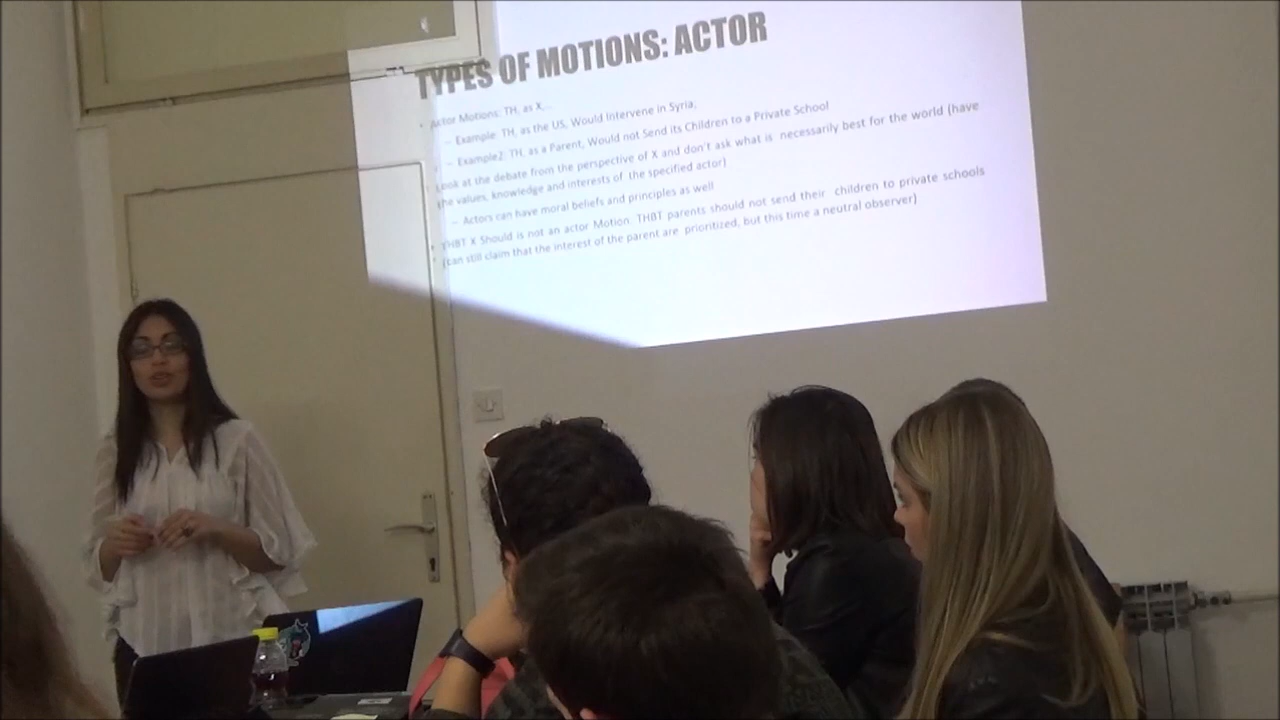 TYPES OF MOTIONS: ACTOR
Actor Motions: TH, as X,..
– Example: TH, as the US, Would Intervene in Syria,
– Example2: TH, as a Parent, Would not Send its Children to a Private School
Look at the debate from the perspective of X and don't ask what is necessarily best for the world (have
the values, knowledge and interests of the specified actor)
– Actors can have moral beliefs and principles as well
THBT X Should is not an actor Motion. THBT parents should not send their children to private schools
(can still claim that the interest of the parent are prioritized, but this time a neutral observer)